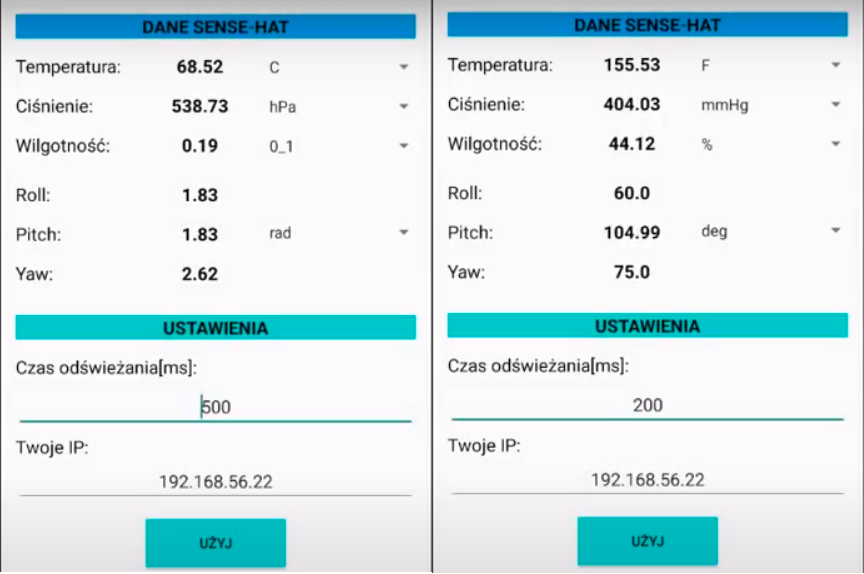 DANE SENSE-HAT
Temperatura: 68.52 C
Ciśnienie: 538.73 hPa
Wilgotność: 0.19 0_1
Roll: 1.83
Pitch: 1.83 rad
Yaw: 2.62
USTAWIENIA
Czas odświeżania[ms]:
500
Twoje IP:
192.168.56.22
UŻYJ
DANE SENSE-HAT
Temperatura: 155.53 F
Ciśnienie: 404.03 mmHg
Wilgotność: 44.12 %
Roll: 60.0
Pitch: 104.99 deg
Yaw: 75.0
USTAWIENIA
Czas odświeżania[ms]:
200
Twoje IP:
192.168.56.22
UŻYJ